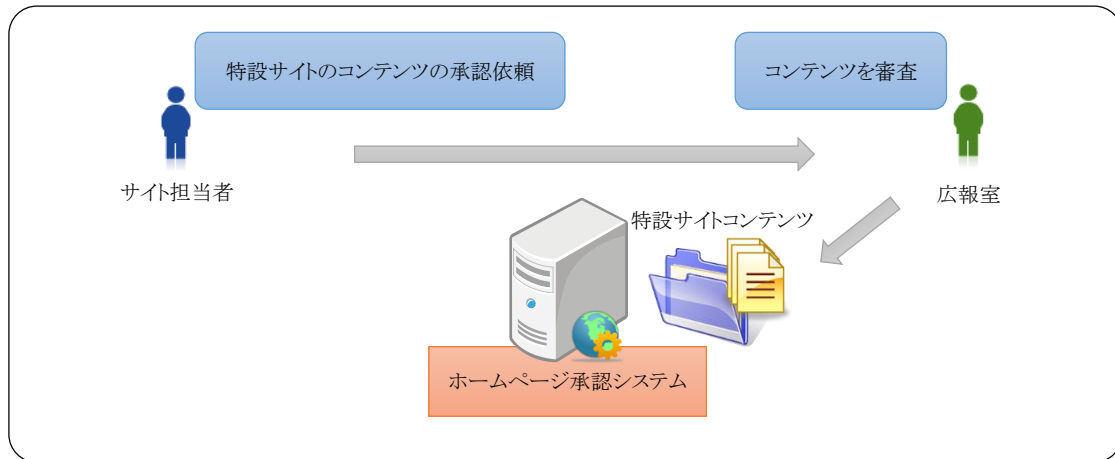 特設サイトのコンテンツの承認依頼
コンテンツを審査
サイト担当者
広報室
特設サイトコンテンツ
ホームページ承認システム